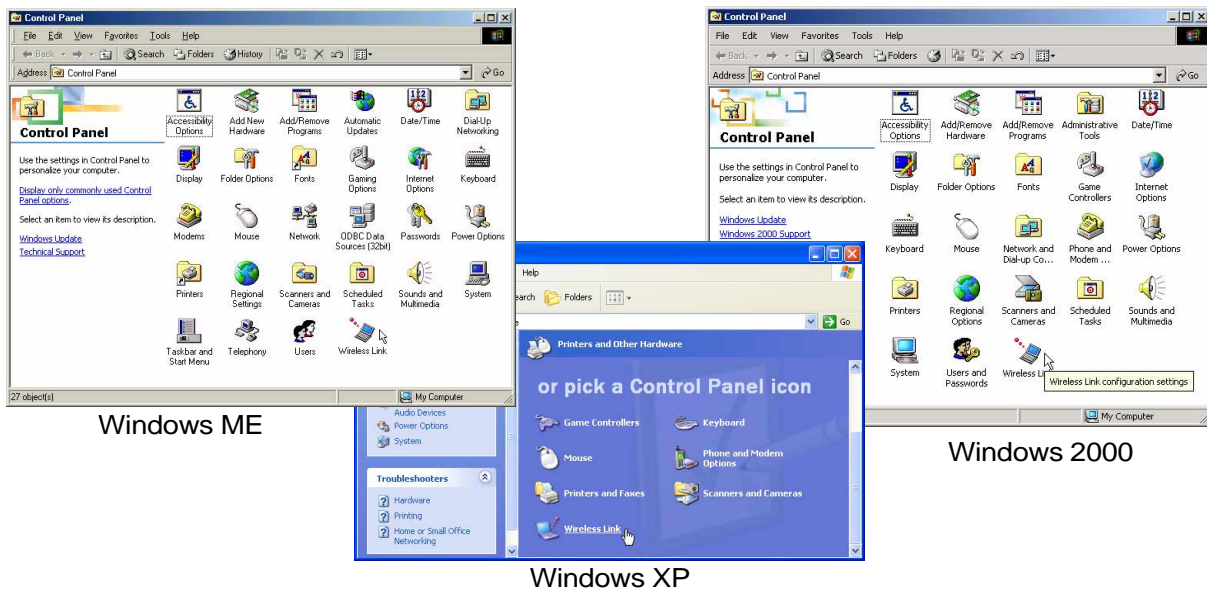 Control Panel
File Edit View Favorites Tools Help
Back Search Folders History
Address Control Panel Go
Control Panel
Use the settings in Control Panel to
personalize your computer.
Display only commonly used Control
Panel options.
Select an item to view its description.
Windows Update
Technical Support
Accessibility
Options
Add New
Hardware
Add/Remove
Programs
Automatic
Updates
Date/Time
Dial-Up
Networking
Display
Folder Options
Fonts
Gaming
Options
Internet
Options
Keyboard
Modems
Mouse
Network
ODBC Data
Sources (32bit)
Passwords
Power Options
Printers
Regional
Settings
Scanners and
Cameras
Scheduled
Tasks
Sounds and
Multimedia
System
Taskbar and
Start Menu
Telephony
Users
Wireless Link
27 object(s) My Computer
Windows ME
Control Panel
File Edit View Favorites Tools Help
Back Search Folders
Address Control Panel Go
Control Panel
Use the settings in Control Panel to
personalize your computer.
Select an item to view its description.
Windows Update
Windows 2000 Support
Accessibility
Options
Add/Remove
Hardware
Add/Remove
Programs
Administrative
Tools
Date/Time
Display
Folder Options
Fonts
Game
Controllers
Internet
Options
Keyboard
Mouse
Network and
Dial-up Co...
Phone and
Modem ...
Power Options
Printers
Regional
Options
Scanners and
Cameras
Scheduled
Tasks
Sounds and
Multimedia
System
Users and
Passwords
Wireless
Wireless Link configuration settings
My Computer
Windows 2000
Help
Folders
Go
Printers and Other Hardware
or pick a Control Panel icon
Audio Devices
Power Options
System
Troubleshooters
Hardware
Printing
Home or Small Office
Networking
Game Controllers
Keyboard
Mouse
Phone and Modem
Options
Printers and Faxes
Scanners and Cameras
Wireless Link
Windows XP